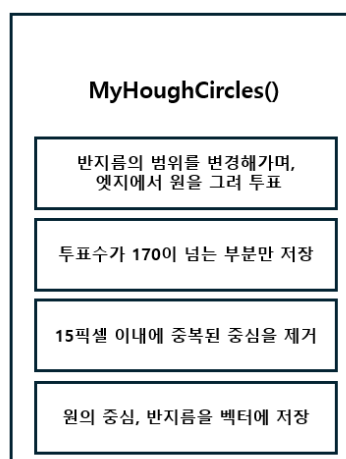 MyHoughCircles()
반지름의 범위를 변경해가며,
엣지에서 원을 그려 투표
투표수가 170이 넘는 부분만 저장
15픽셀 이내에 중복된 중심을 제거
원의 중심, 반지름을 벡터에 저장